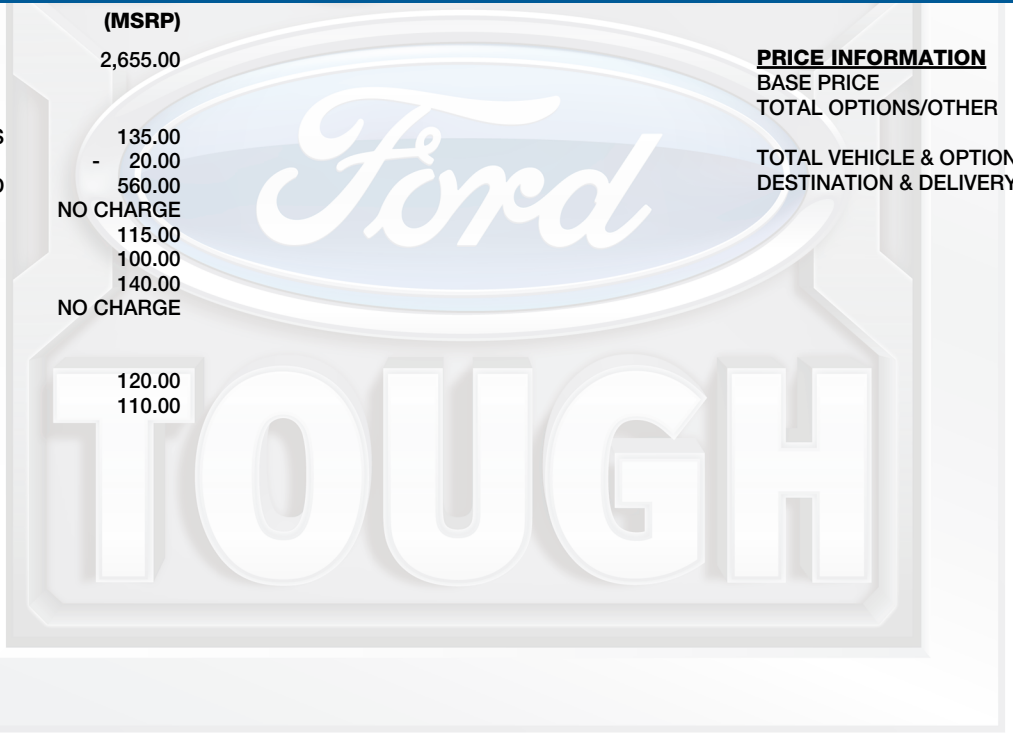 (MSRP)
2,655.00
S 135.00
- 20.00
560.00
NO CHARGE
115.00
100.00
140.00
NO CHARGE
120.00
110.00
PRICE INFORMATION
BASE PRICE
TOTAL OPTIONS/OTHER
TOTAL VEHICLE & OPTION
DESTINATION & DELIVERY
Ford
TOUGH